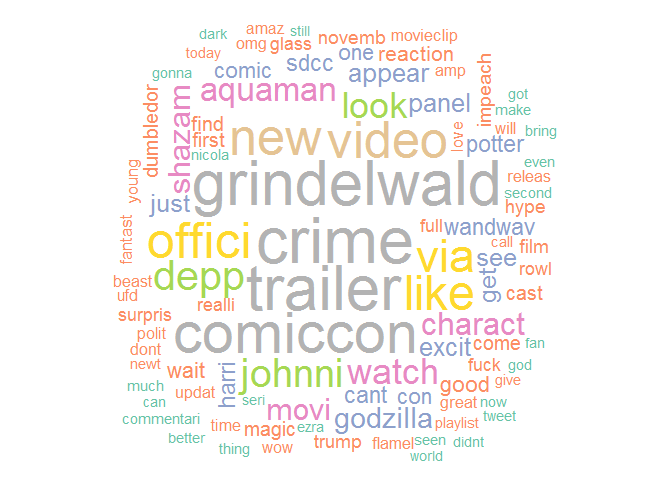 dark amaz still
omg glass novemb movieclip
today one reaction
gonna comic sdcc appear amp
aquaman look panel impeach got
dumbledor shazam find new video make
first love will bring
nicola potter even
young grindelwald releas
second
just full wandwav hype
fantast offici crime via call film
see
beast depp trailer like get rowl
ufd realli cast
surpris comiccon charact
polit excit come fan
dont
newt wait harri johnni watch fuck god
much seri cant good give
can updat movi con great now
commentari time magic ezra godzilla playlist tweet
better trump flamel seen didnt
thing wow world